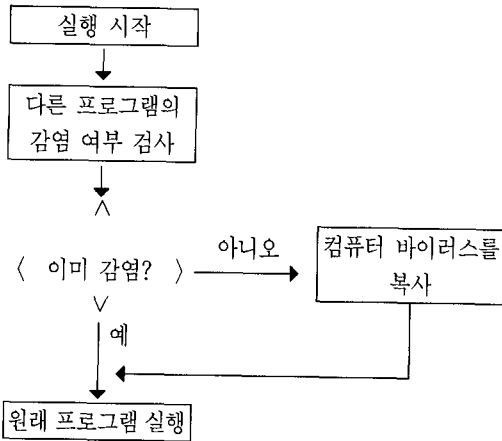 실행 시작
다른 프로그램의
감염 여부 검사
이미 감염?
아니오
컴퓨터 바이러스를
복사
예
원래 프로그램 실행